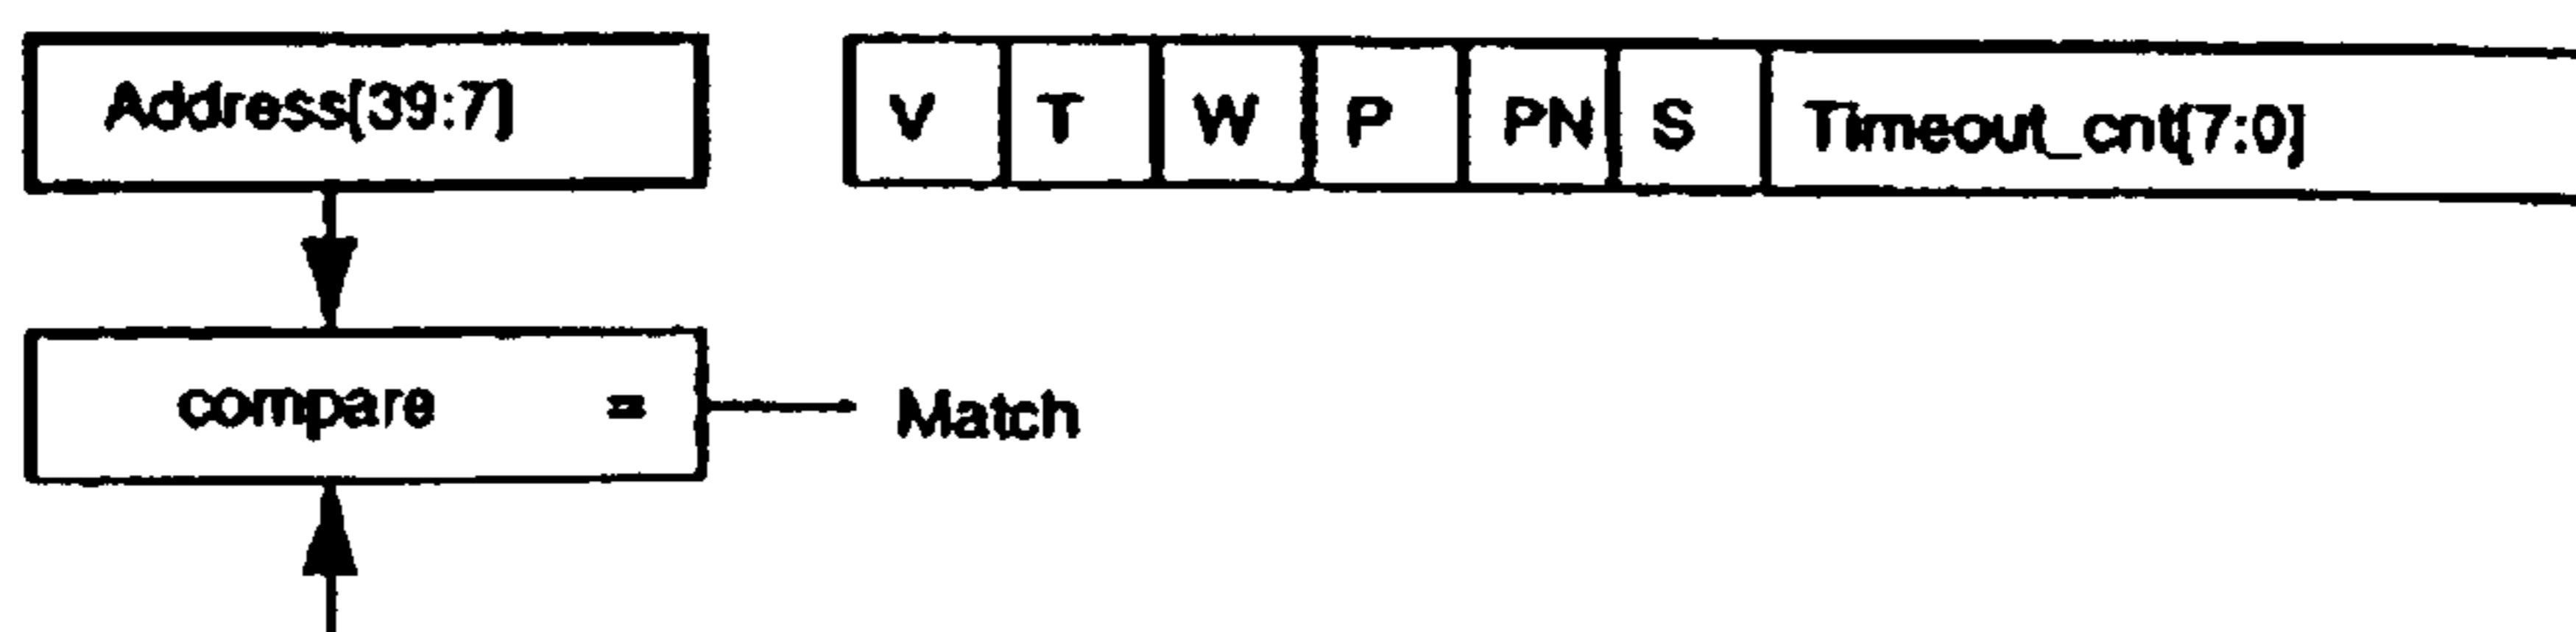 Address[39:7] V T W P PN S Timeout_cnt[7:0]
compare = Match